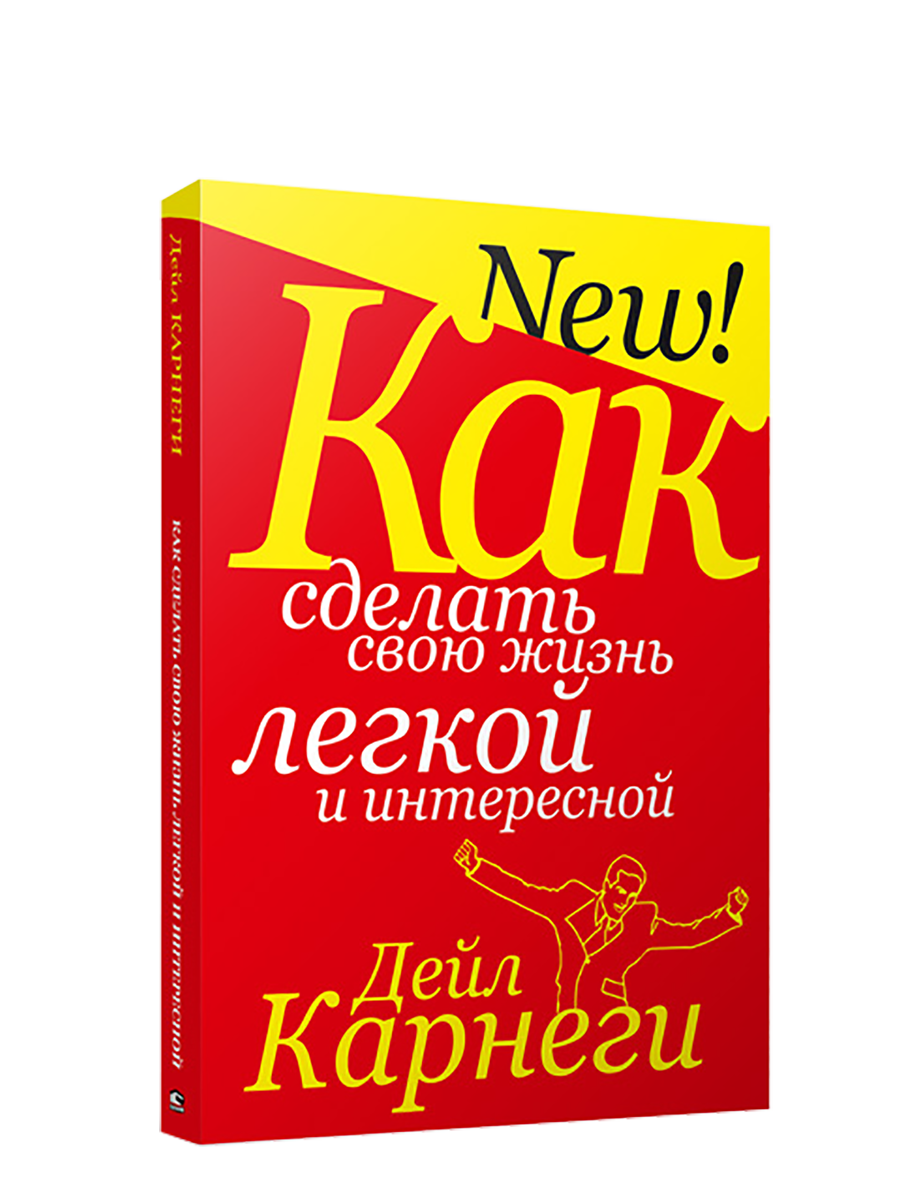 New!
Как
сделать
свою жизнь
легкой
и интересной
Дейл
Карнеги
Дейл КАРНЕГИ
КАК СДЕЛАТЬ СВОЮ ЖИЗНЬ ЛЕГКОЙ И ИНТЕРЕСНОЙ